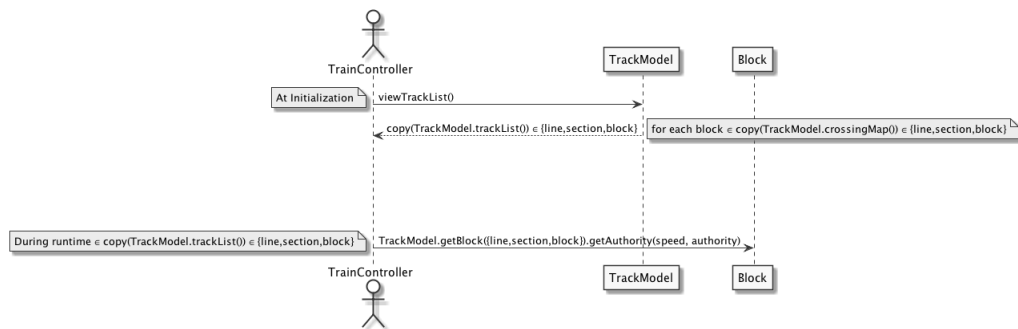 TrainController
TrackModel
Block
At Initialization
viewTrackList()
copy(TrackModel.trackList()) ∈ {line,section,block}
for each block ∈ copy(TrackModel.crossingMap()) ∈ {line,section,block}
During runtime ∈ copy(TrackModel.trackList()) ∈ {line,section,block}
TrackModel.getBlock({line,section,block}).getAuthority(speed, authority)
TrainController
TrackModel
Block